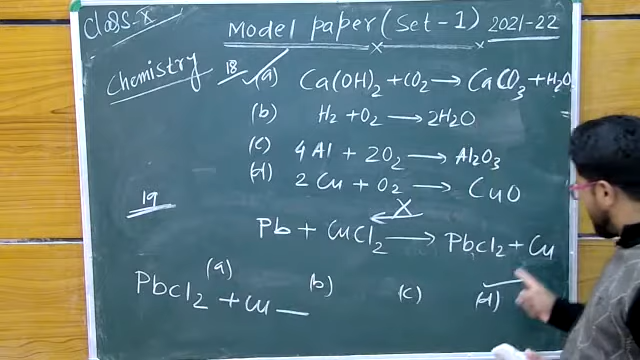 Class-X
Model paper (Set-1) 2021-22
Chemistry
18 (a) Ca(OH)2 + CO2 → CaCO3 + H2O
(b) H2 + O2 → 2H2O
=
(c) 4Al + 2O2 → Al2O3
(d) 2Cu + O2 → CuO
19
X
Pb + CuCl2 → PbCl2 + Cu
(a) (b) (c) (d)
PbCl2 + Cu —